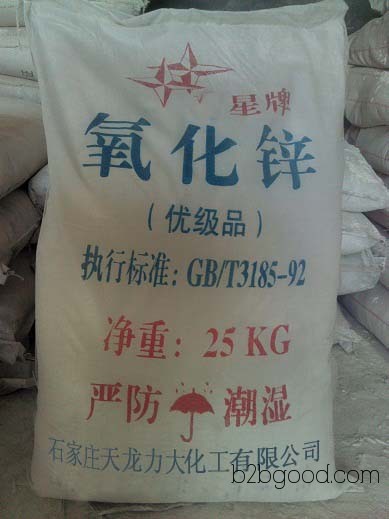 星牌
氧化锌
(优级品)
执行标准: GB/T3185-92
净重: 25 KG
严防 潮湿
石家庄天龙力大化工有限公司
b2bgood.com